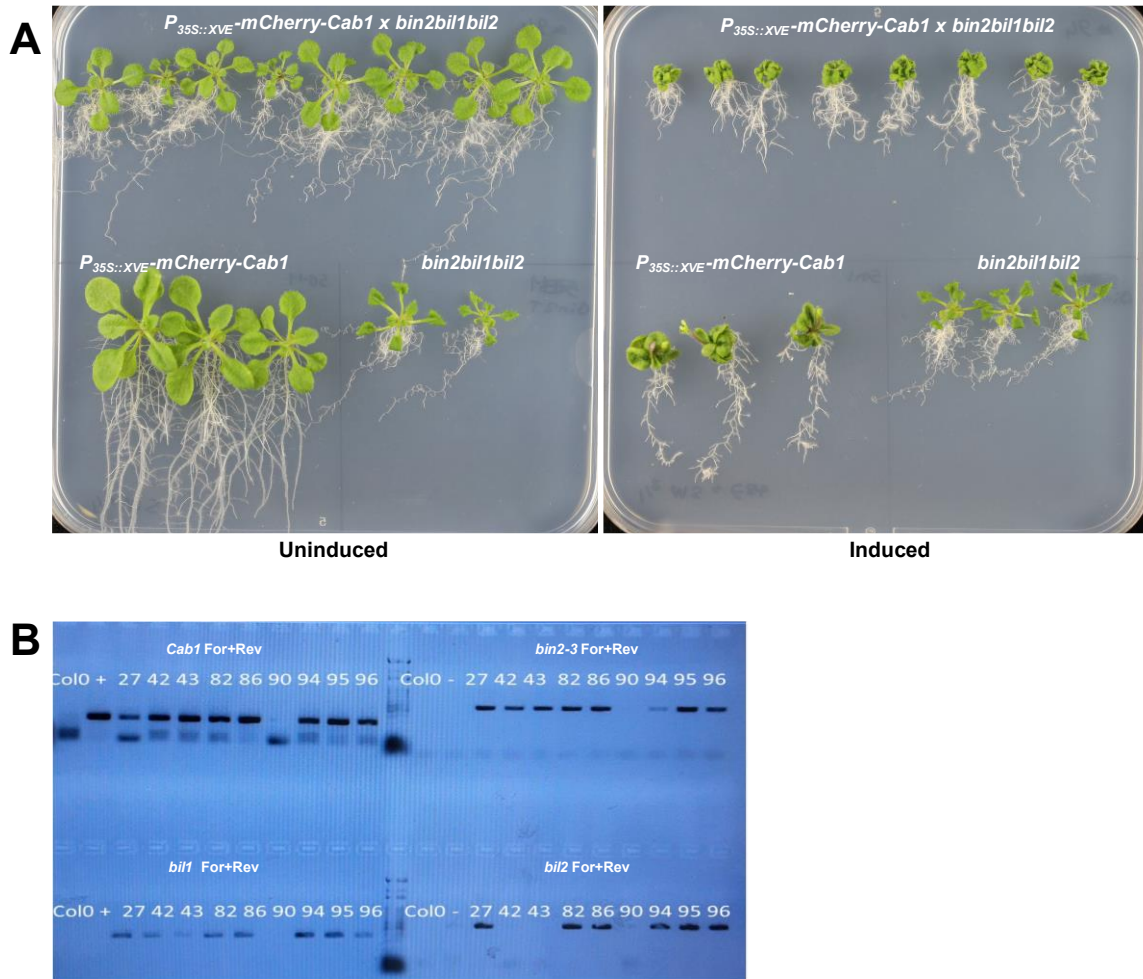 A
P35S::XVE-mCherry-Cab1 x bin2bil1bil2
P35S::XVE-mCherry-Cab1 x bin2bil1bil2
P35S::XVE-mCherry-Cab1
bin2bil1bil2
P35S::XVE-mCherry-Cab1
bin2bil1bil2
Uninduced
Induced
B
Cab1 For+Rev
bin2-3 For+Rev
Col0 + 27 42 43 82 86 90 94 95 96
Col0 - 27 42 43 82 86 90 94 95 96
bil1 For+Rev
bil2 For+Rev
Col0 + 27 42 43 82 86 90 94 95 96
Col0 - 27 42 43 82 86 90 94 95 96